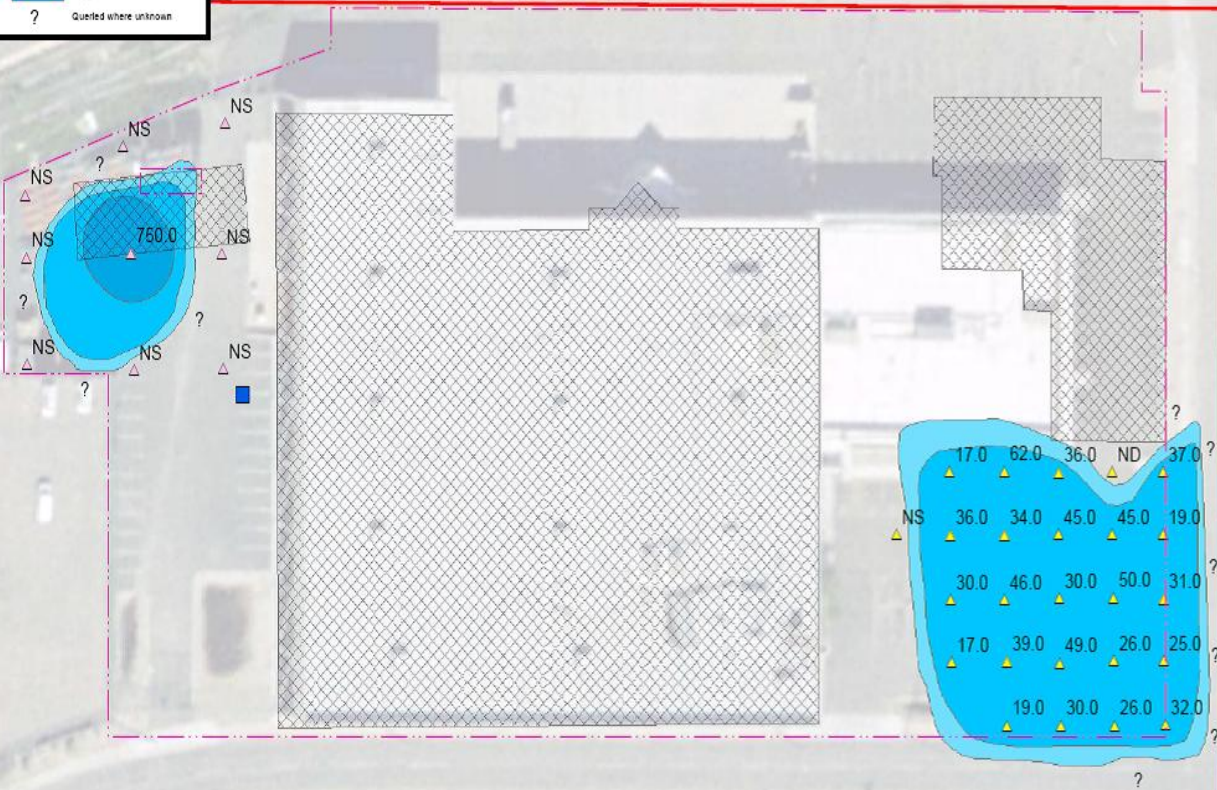 ? Queried where unknown
NS
NS
?
NS
NS
750.0
NS
?
?
NS
NS
NS
?
?
17.0 62.0 36.0 ND 37.0 ?
NS 36.0 34.0 45.0 45.0 19.0
?
30.0 46.0 30.0 50.0 31.0
17.0 39.0 49.0 26.0 25.0 ?
19.0 30.0 26.0 32.0
?
?